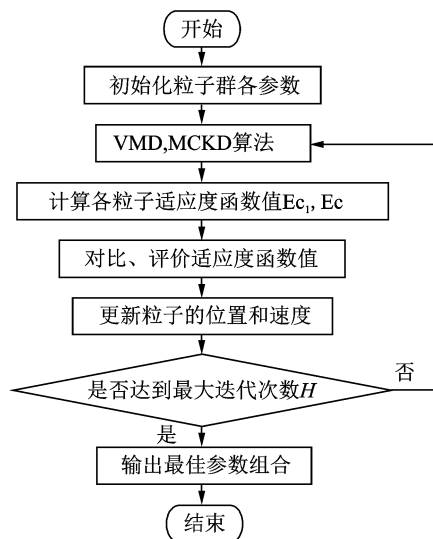 开始
初始化粒子群各参数
VMD,MCKD算法
计算各粒子适应度函数值Ec₁, Ec
对比、评价适应度函数值
更新粒子的位置和速度
是否达到最大迭代次数H
否
是
输出最佳参数组合
结束